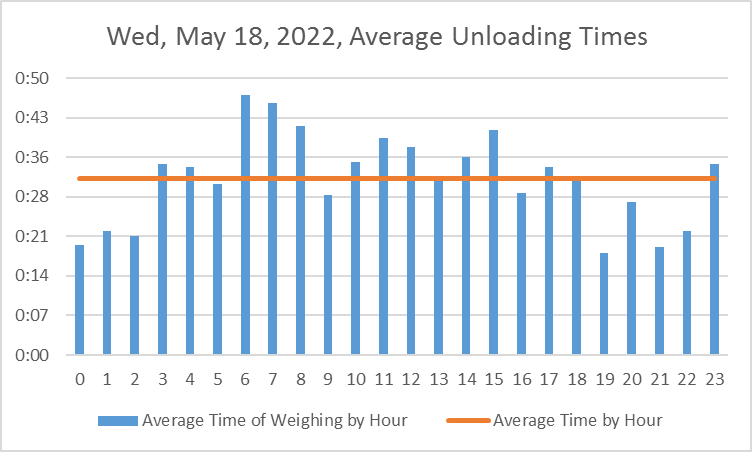 Wed, May 18, 2022, Average Unloading Times
0:50
0:43
0:36
0:28
0:21
0:14
0:07
0:00
0 1 2 3 4 5 6 7 8 9 10 11 12 13 14 15 16 17 18 19 20 21 22 23
Average Time of Weighing by Hour Average Time by Hour